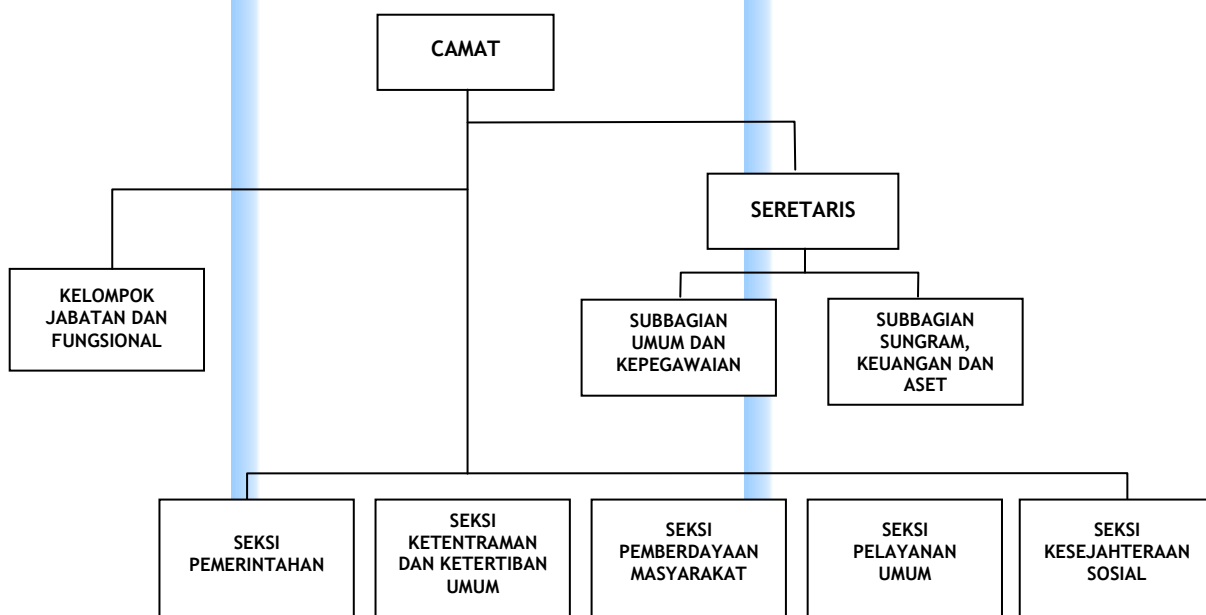 CAMAT
SERETARIS
KELOMPOK
JABATAN DAN
FUNGSIONAL
SUBBAGIAN
UMUM DAN
KEPEGAWAIAN
SUBBAGIAN
SUNGRAM,
KEUANGAN DAN
ASET
SEKSI
PEMERINTAHAN
SEKSI
KETENTRAMAN
DAN KETERTIBAN
UMUM
SEKSI
PEMBERDAYAAN
MASYARAKAT
SEKSI
PELAYANAN
UMUM
SEKSI
KESEJAHTERAAN
SOSIAL